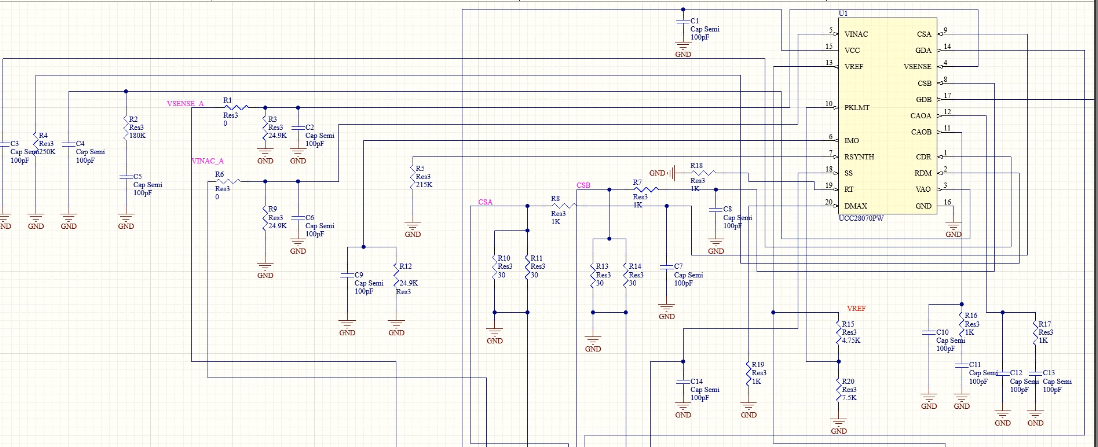 U1
C1
Cap Semi
100pF
GND
5 VINAC CSA 9
15 VCC GDA 14
13 VREF VSENSE 4
CSB 8
GDB 17
10 PKLMT CAOA 12
CAOB 11
6 IMO
7 RSYNTH CDR 1
18 SS RDM 2
19 RT VAO 3
20 DMAX GND 16
UCC28070PW
GND
VSENSE_A
R1
Res3
0
R3
Res3
24.9K
GND
C2
Cap Semi
100pF
GND
C3
Cap Semi
100pF
GND
R4
Res3
250K
GND
C4
Cap Semi
100pF
GND
R2
Res3
180K
C5
Cap Semi
100pF
GND
VINAC_A
R6
Res3
0
R9
Res3
24.9K
GND
C6
Cap Semi
100pF
GND
R5
Res3
215K
GND
C9
Cap Semi
100pF
GND
R12
24.9K
Res3
GND
CSA
R8
Res3
1K
R10
Res3
30
R11
Res3
30
GND
CSB
R7
Res3
1K
R13
Res3
30
R14
Res3
30
GND
C7
Cap Semi
100pF
GND
GND
R18
Res3
1K
C8
Cap Semi
100pF
GND
C14
Cap Semi
100pF
GND
R19
Res3
1K
GND
VREF
R15
Res3
4.75K
R20
Res3
7.5K
GND
C10
Cap Semi
100pF
GND
R16
Res3
1K
C11
Cap Semi
100pF
GND
C12
Cap Semi
100pF
GND
R17
Res3
1K
C13
Cap Semi
100pF
GND